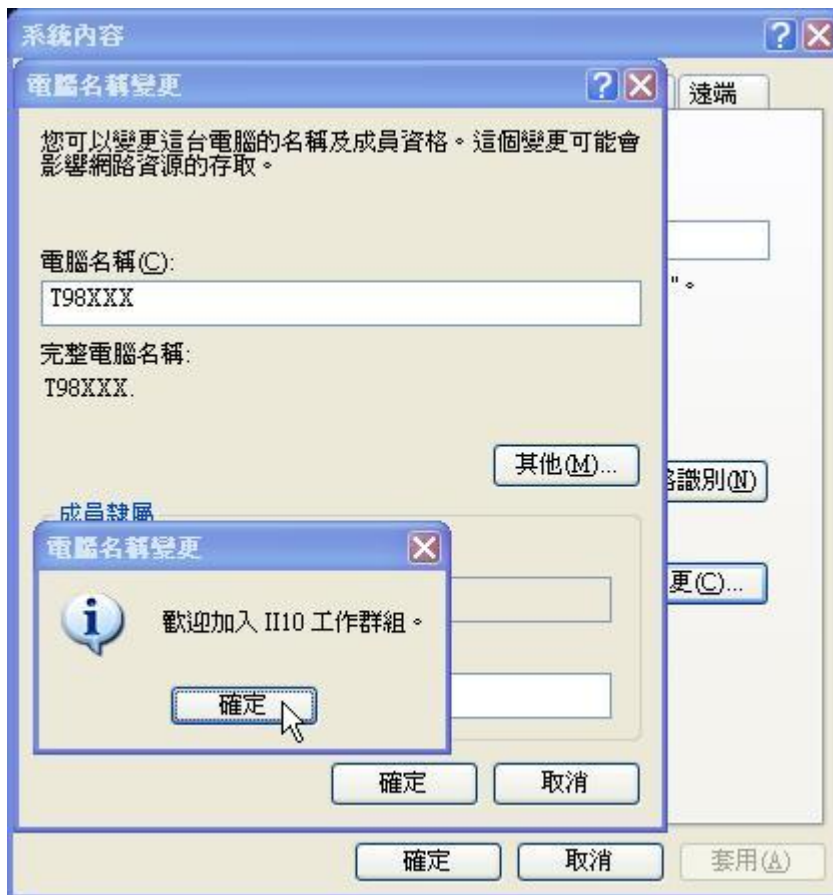 系統內容
電腦名稱變更
遠端
您可以變更這台電腦的名稱及成員資格。這個變更可能會
影響網路資源的存取。
電腦名稱(C):
T98XXX
"。
完整電腦名稱:
T98XXX.
其他(M)...
識別(N)
成員隸屬
電腦名稱變更
更(C)...
歡迎加入 II10 工作群組。
確定
確定
取消
確定
取消
套用(A)